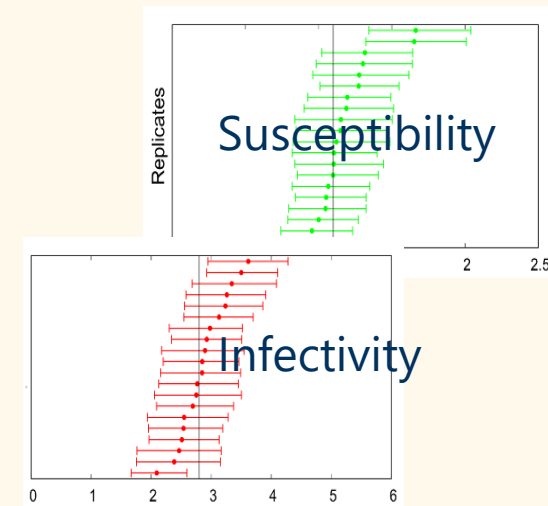 Replicates
Susceptibility
2 2.5
Infectivity
0 1 2 3 4 5 6